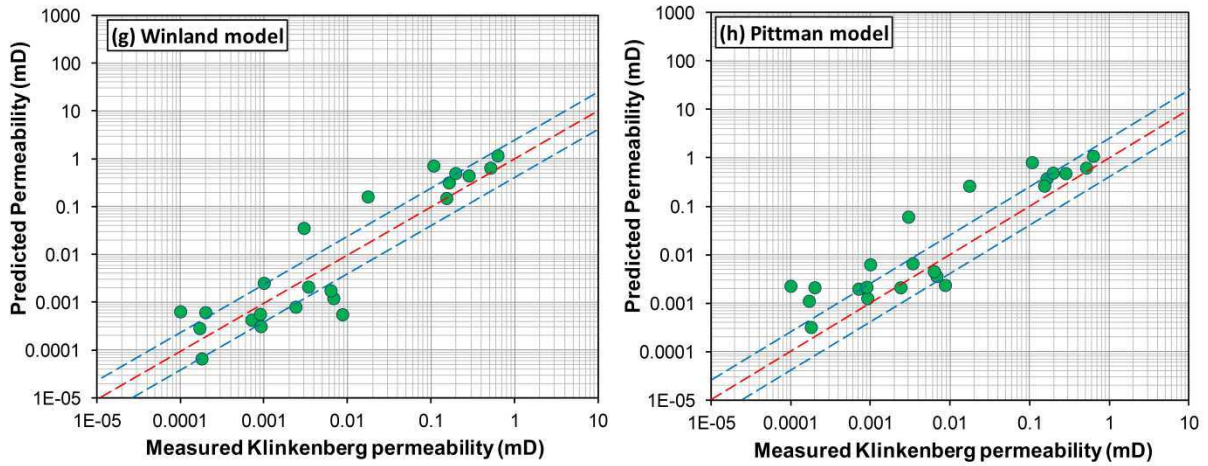 (g) Winland model
Predicted Permeability (mD)
1000
100
10
1
0.1
0.01
0.001
0.0001
1E-05
1E-05 0.0001 0.001 0.01 0.1 1 10
Measured Klinkenberg permeability (mD)
(h) Pittman model
Predicted Permeability (mD)
1000
100
10
1
0.1
0.01
0.001
0.0001
1E-05
1E-05 0.0001 0.001 0.01 0.1 1 10
Measured Klinkenberg permeability (mD)